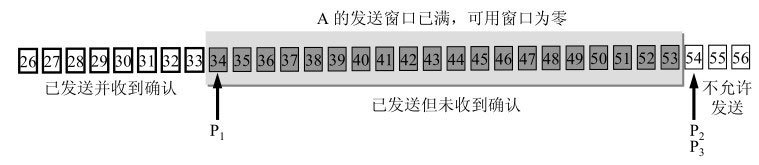 A 的发送窗口已满，可用窗口为零
26 27 28 29 30 31 32 33 34 35 36 37 38 39 40 41 42 43 44 45 46 47 48 49 50 51 52 53 54 55 56
已发送并收到确认
已发送但未收到确认
不允许
发送
P₁
P₂
P₃